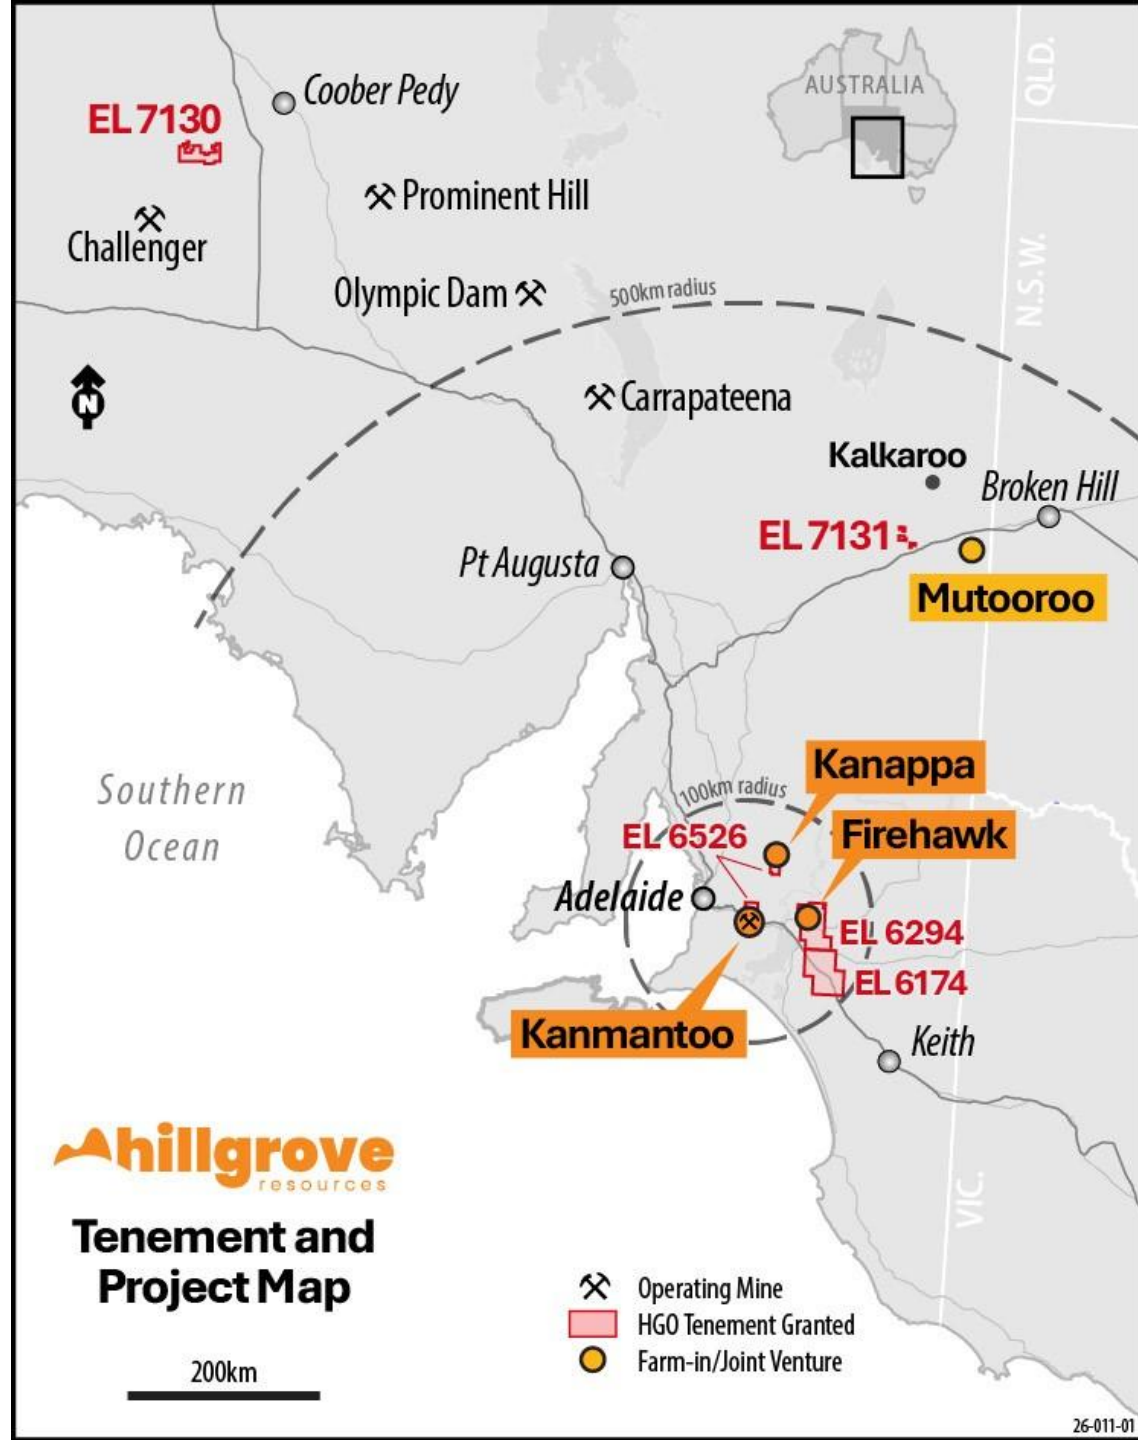 QLD.
AUSTRALIA
Coober Pedy
EL 7130
Prominent Hill
Challenger
N.S.W.
Olympic Dam
500km radius
N
Carrapateena
Kalkaroo
Broken Hill
EL 7131
Pt Augusta
Mutooroo
Kanappa
Southern
Ocean
100km radius
EL 6526
Firehawk
Adelaide
EL 6294
EL 6174
Kanmantoo
Keith
hillgrove
resources
VIC.
Tenement and
Project Map
Operating Mine
HGO Tenement Granted
Farm-in/Joint Venture
200km
26-011-01